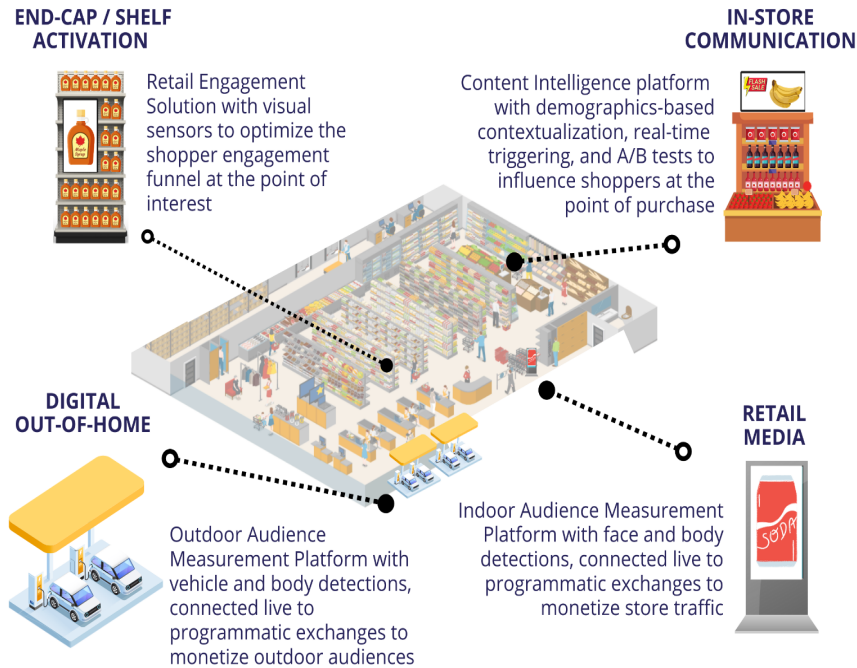 END-CAP / SHELF
ACTIVATION
Retail Engagement
Solution with visual
sensors to optimize the
shopper engagement
funnel at the point of
interest
IN-STORE
COMMUNICATION
Content Intelligence platform
with demographics-based
contextualization, real-time
triggering, and A/B tests to
influence shoppers at the
point of purchase
FLASH
SALE
Maple
Syrup
DIGITAL
OUT-OF-HOME
Outdoor Audience
Measurement Platform with
vehicle and body detections,
connected live to
programmatic exchanges to
monetize outdoor audiences
RETAIL
MEDIA
Indoor Audience Measurement
Platform with face and body
detections, connected live to
programmatic exchanges to
monetize store traffic
SODA